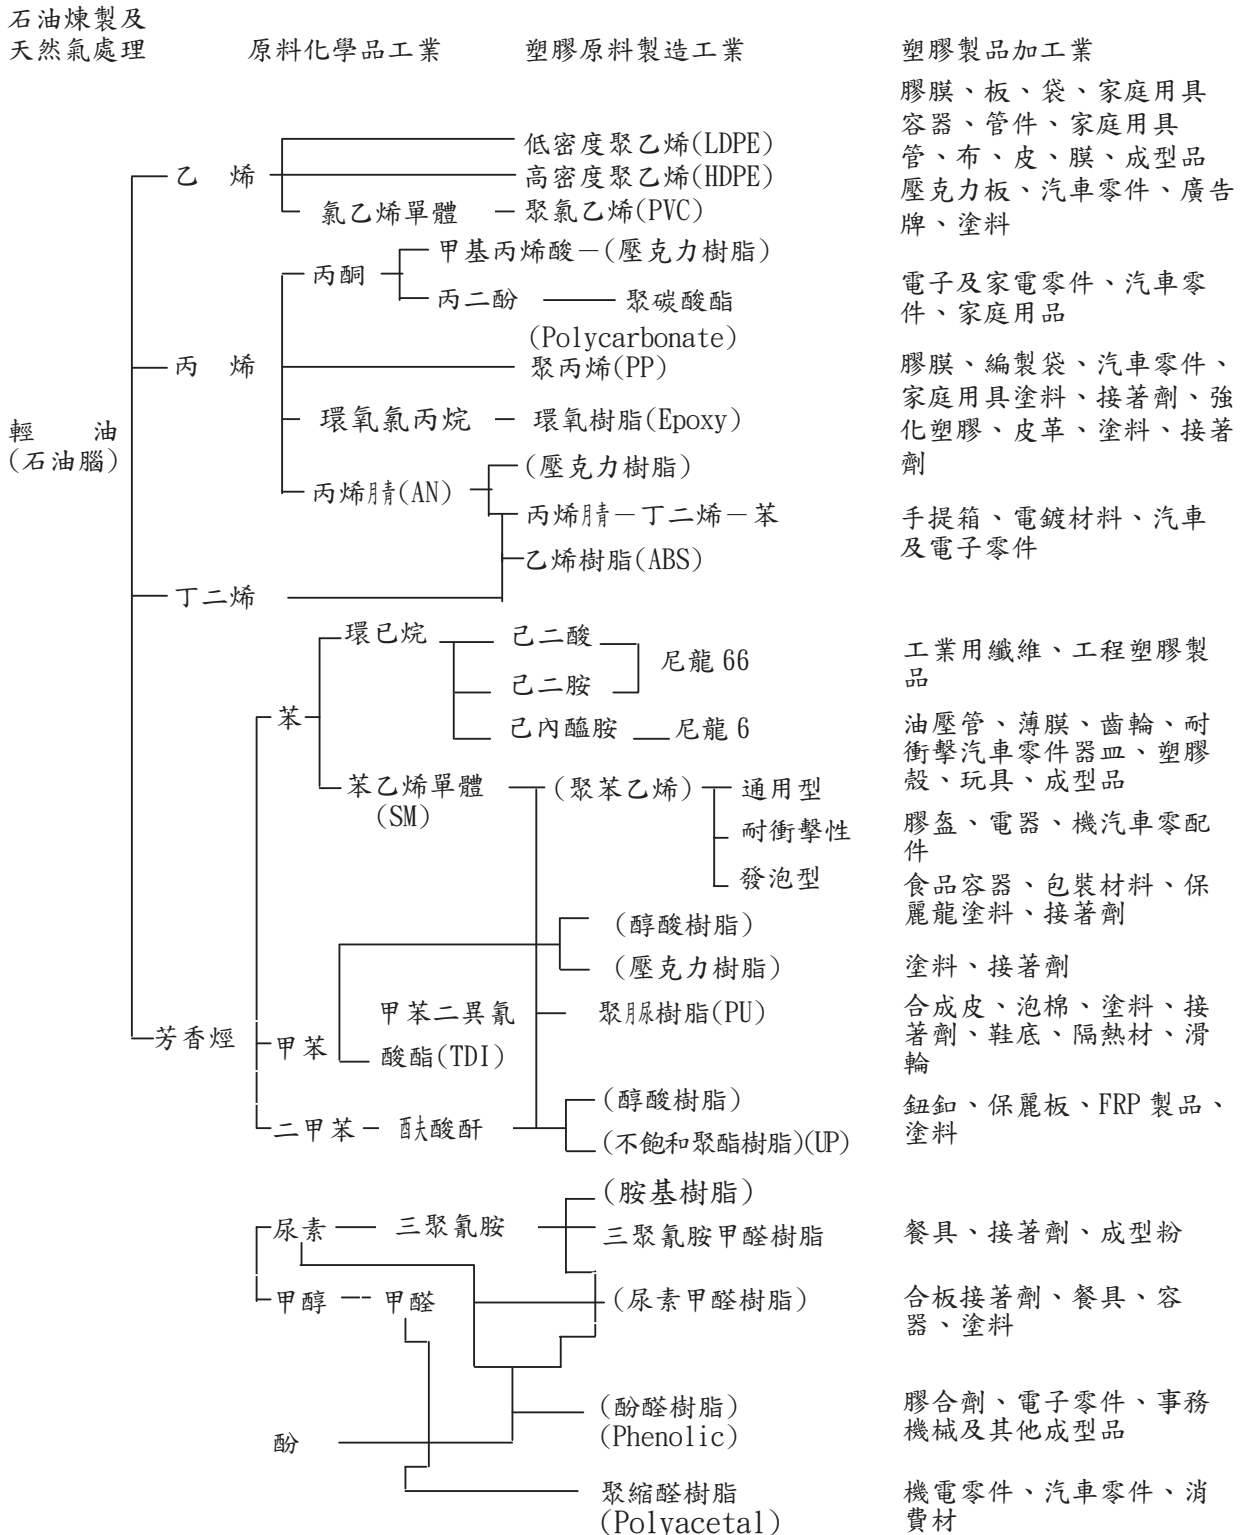 石油煉製及
天然氣處理
原料化學品工業
塑膠原料製造工業
塑膠製品加工業
膠膜、板、袋、家庭用具
容器、管件、家庭用具
管、布、皮、膜、成型品
壓克力板、汽車零件、廣告
牌、塗料
乙 烯
低密度聚乙烯(LDPE)
高密度聚乙烯(HDPE)
氯乙烯單體
聚氯乙烯(PVC)
丙酮
甲基丙烯酸－(壓克力樹脂)
丙二酚
聚碳酸酯
(Polycarbonate)
電子及家電零件、汽車零
件、家庭用品
丙 烯
聚丙烯(PP)
膠膜、編製袋、汽車零件、
家庭用具塗料、接著劑、強
化塑膠、皮革、塗料、接著
劑
環氧氯丙烷
環氧樹脂(Epoxy)
輕 油
(石油腦)
丙烯腈(AN)
(壓克力樹脂)
丙烯腈－丁二烯－苯
乙烯樹脂(ABS)
手提箱、電鍍材料、汽車
及電子零件
丁二烯
環已烷
己二酸
己二胺
尼龍 66
工業用纖維、工程塑膠製
品
苯
己內醯胺
尼龍 6
油壓管、薄膜、齒輪、耐
衝擊汽車零件器皿、塑膠
殼、玩具、成型品
苯乙烯單體
(SM)
(聚苯乙烯)
通用型
耐衝擊性
發泡型
膠盔、電器、機汽車零配
件
食品容器、包裝材料、保
麗龍塗料、接著劑
(醇酸樹脂)
(壓克力樹脂)
塗料、接著劑
芳香烴
甲苯
甲苯二異氰
酸酯(TDI)
聚尿樹脂(PU)
合成皮、泡棉、塗料、接
著劑、鞋底、隔熱材、滑
輪
二甲苯
酞酸酐
(醇酸樹脂)
(不飽和聚酯樹脂)(UP)
鈕釦、保麗板、FRP 製品、
塗料
尿素
三聚氰胺
(胺基樹脂)
三聚氰胺甲醛樹脂
餐具、接著劑、成型粉
甲醇
甲醛
(尿素甲醛樹脂)
合板接著劑、餐具、容
器、塗料
酚
(酚醛樹脂)
(Phenolic)
膠合劑、電子零件、事務
機械及其他成型品
聚縮醛樹脂
(Polyacetal)
機電零件、汽車零件、消
費材